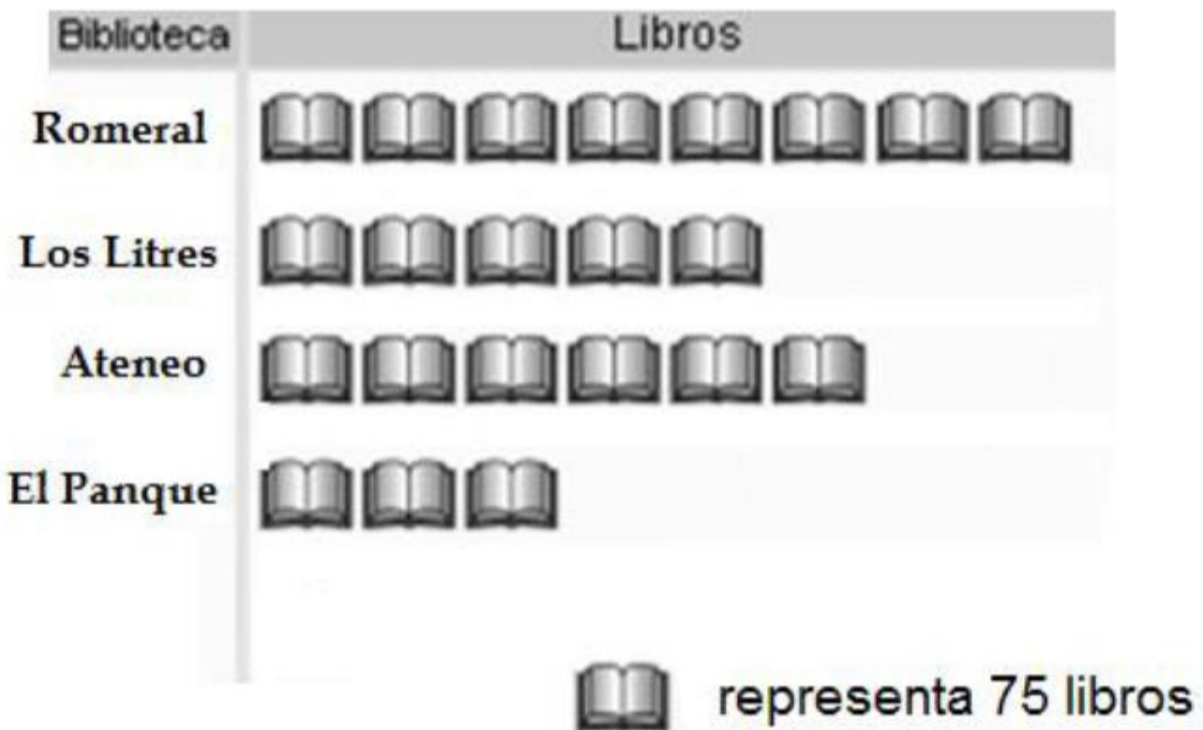 Biblioteca Libros
Romeral
Los Litres
Ateneo
El Panque
representa 75 libros